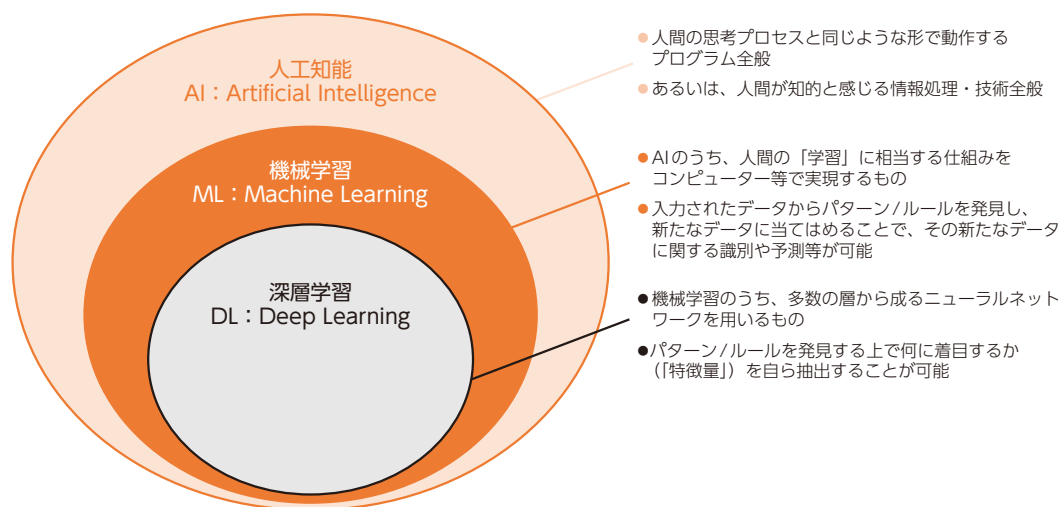 人工知能
AI：Artificial Intelligence
機械学習
ML：Machine Learning
深層学習
DL：Deep Learning
●人間の思考プロセスと同じような形で動作する
プログラム全般
●あるいは、人間が知的と感じる情報処理・技術全般
●AIのうち、人間の「学習」に相当する仕組みを
コンピューター等で実現するもの
●入力されたデータからパターン/ルールを発見し、
新たなデータに当てはめることで、その新たなデータ
に関する識別や予測等が可能
●機械学習のうち、多数の層から成るニューラルネット
ワークを用いるもの
●パターン/ルールを発見する上で何に着目するか
（「特徴量」）を自ら抽出することが可能